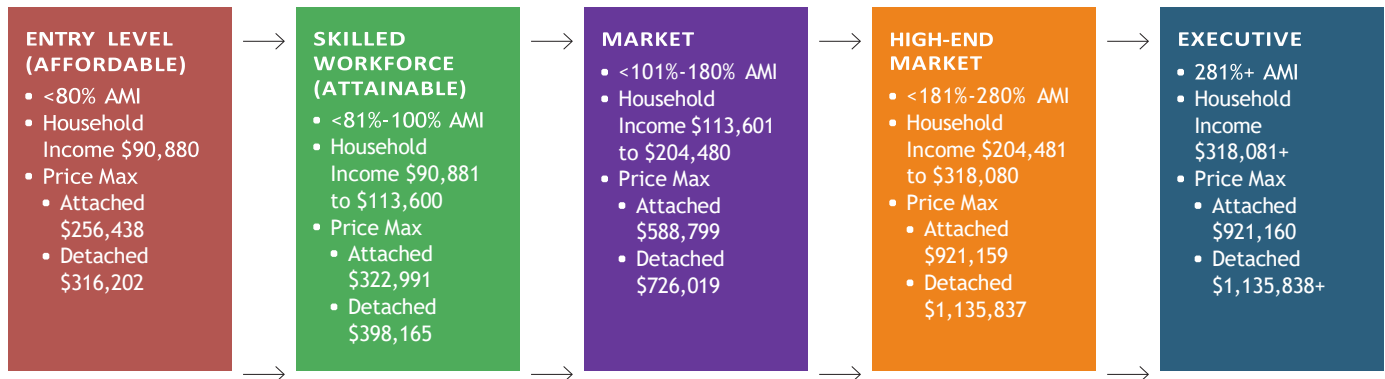 ENTRY LEVEL
(AFFORDABLE)
• <80% AMI
• Household
Income $90,880
• Price Max
• Attached
$256,438
• Detached
$316,202
SKILLED
WORKFORCE
(ATTAINABLE)
• <81%-100% AMI
• Household
Income $90,881
to $113,600
• Price Max
• Attached
$322,991
• Detached
$398,165
MARKET
• <101%-180% AMI
• Household
Income $113,601
to $204,480
• Price Max
• Attached
$588,799
• Detached
$726,019
HIGH-END
MARKET
• <181%-280% AMI
• Household
Income $204,481
to $318,080
• Price Max
• Attached
$921,159
• Detached
$1,135,837
EXECUTIVE
• 281%+ AMI
• Household
Income
$318,081+
• Price Max
• Attached
$921,160
• Detached
$1,135,838+